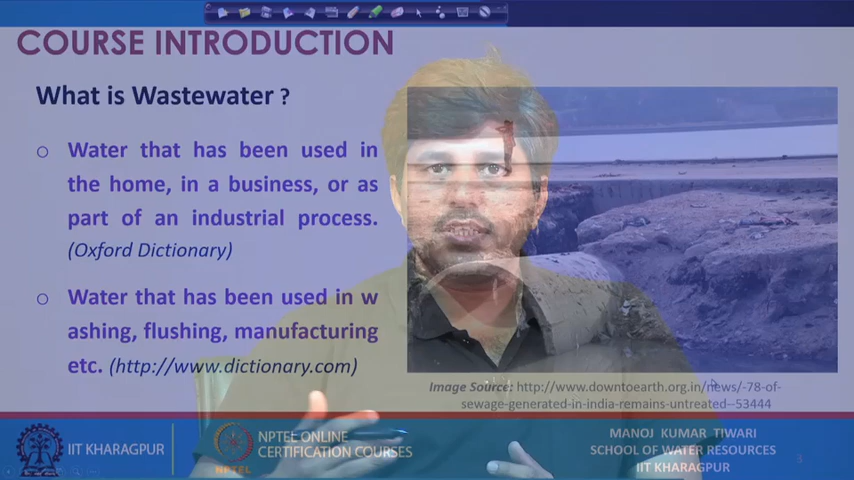 COURSE INTRODUCTION
What is Wastewater ?
Water that has been used in
the home, in a business, or as
part of an industrial process.
(Oxford Dictionary)
Water that has been used in w
ashing, flushing, manufacturing
etc. (http://www.dictionary.com)
Image Source: http://www.downtoearth.org.in/news/-78-of-
sewage-generated-in-india-remains-untreated--53444
IIT KHARAGPUR
NPTEL
NPTEL ONLINE
CERTIFICATION COURSES
MANOJ KUMAR TIWARI
SCHOOL OF WATER RESOURCES
IIT KHARAGPUR
3